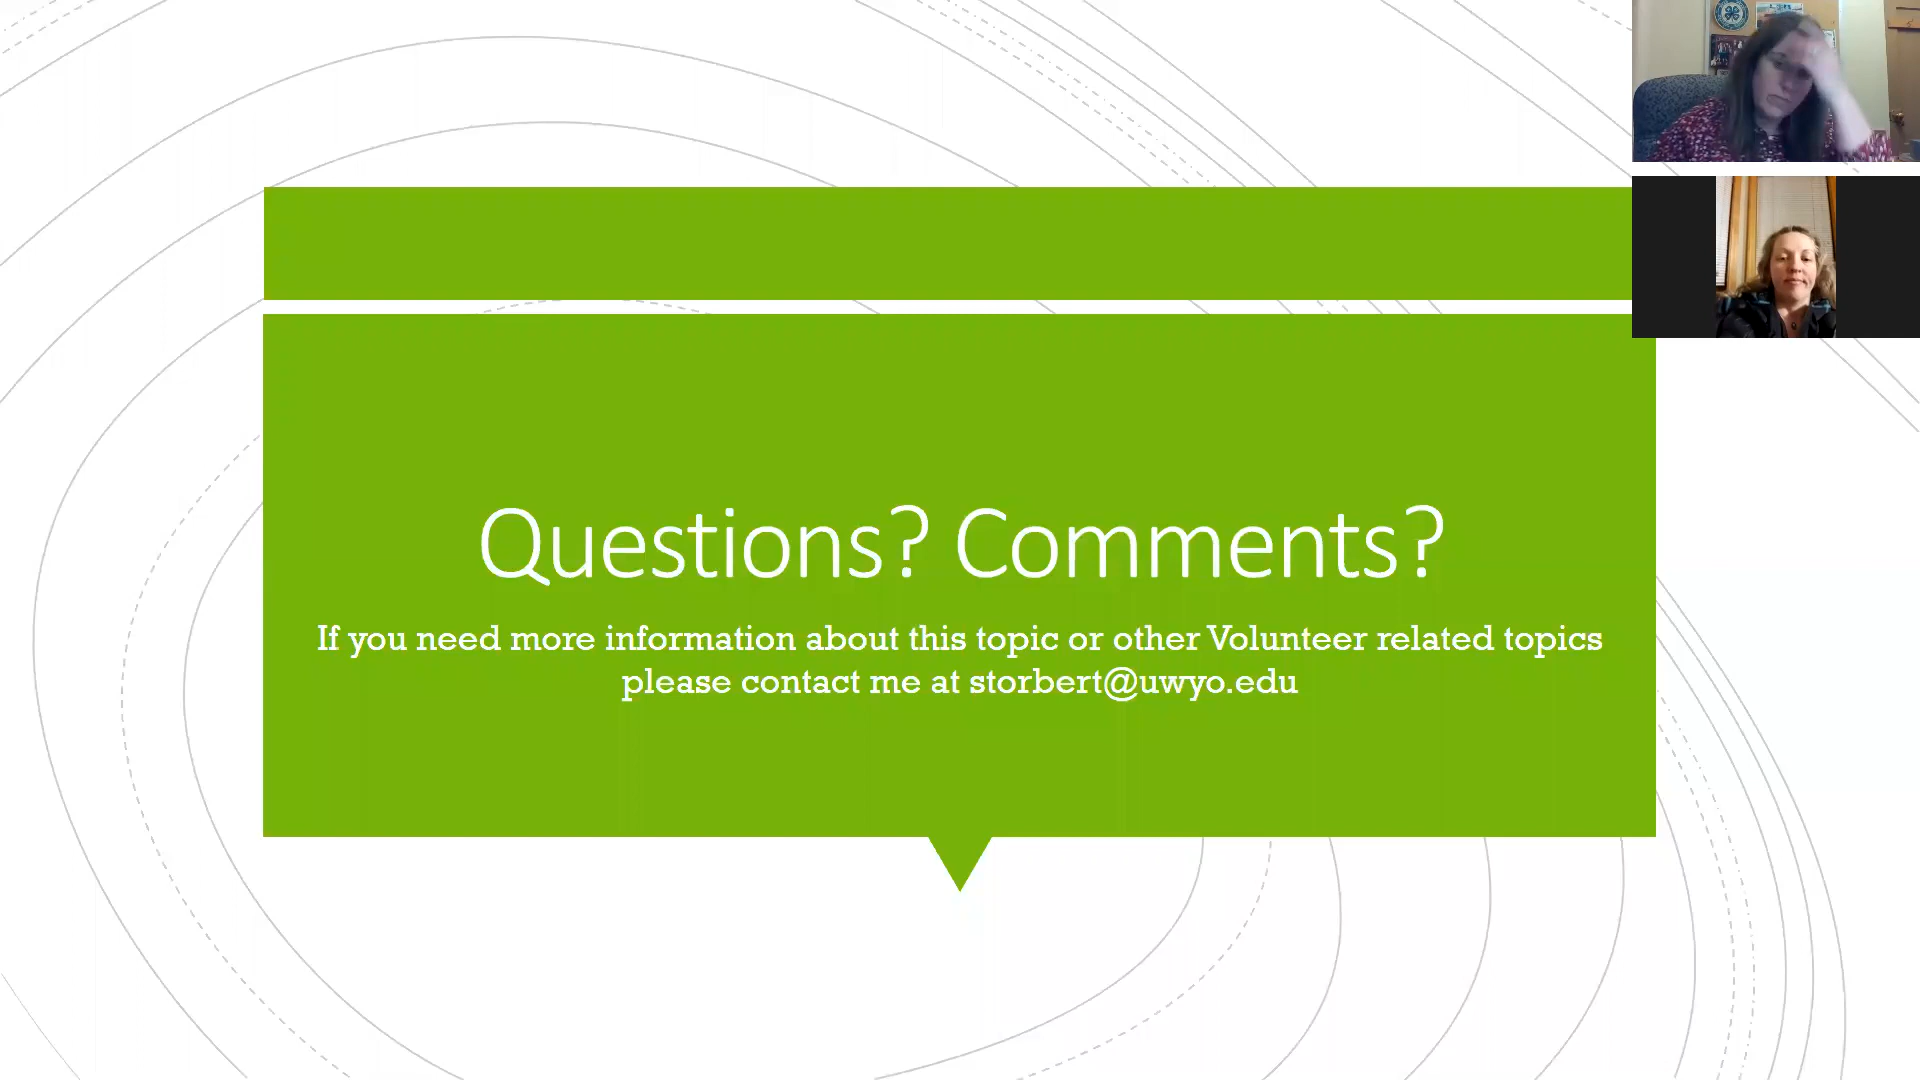 Questions? Comments?
If you need more information about this topic or other Volunteer related topics
please contact me at storbert@uwyo.edu